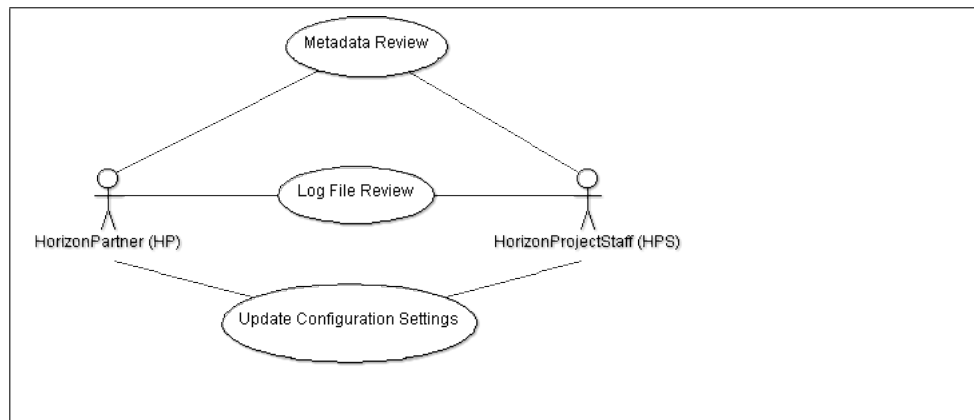 Metadata Review
Log File Review
HorizonPartner (HP)
HorizonProjectStaff (HPS)
Update Configuration Settings